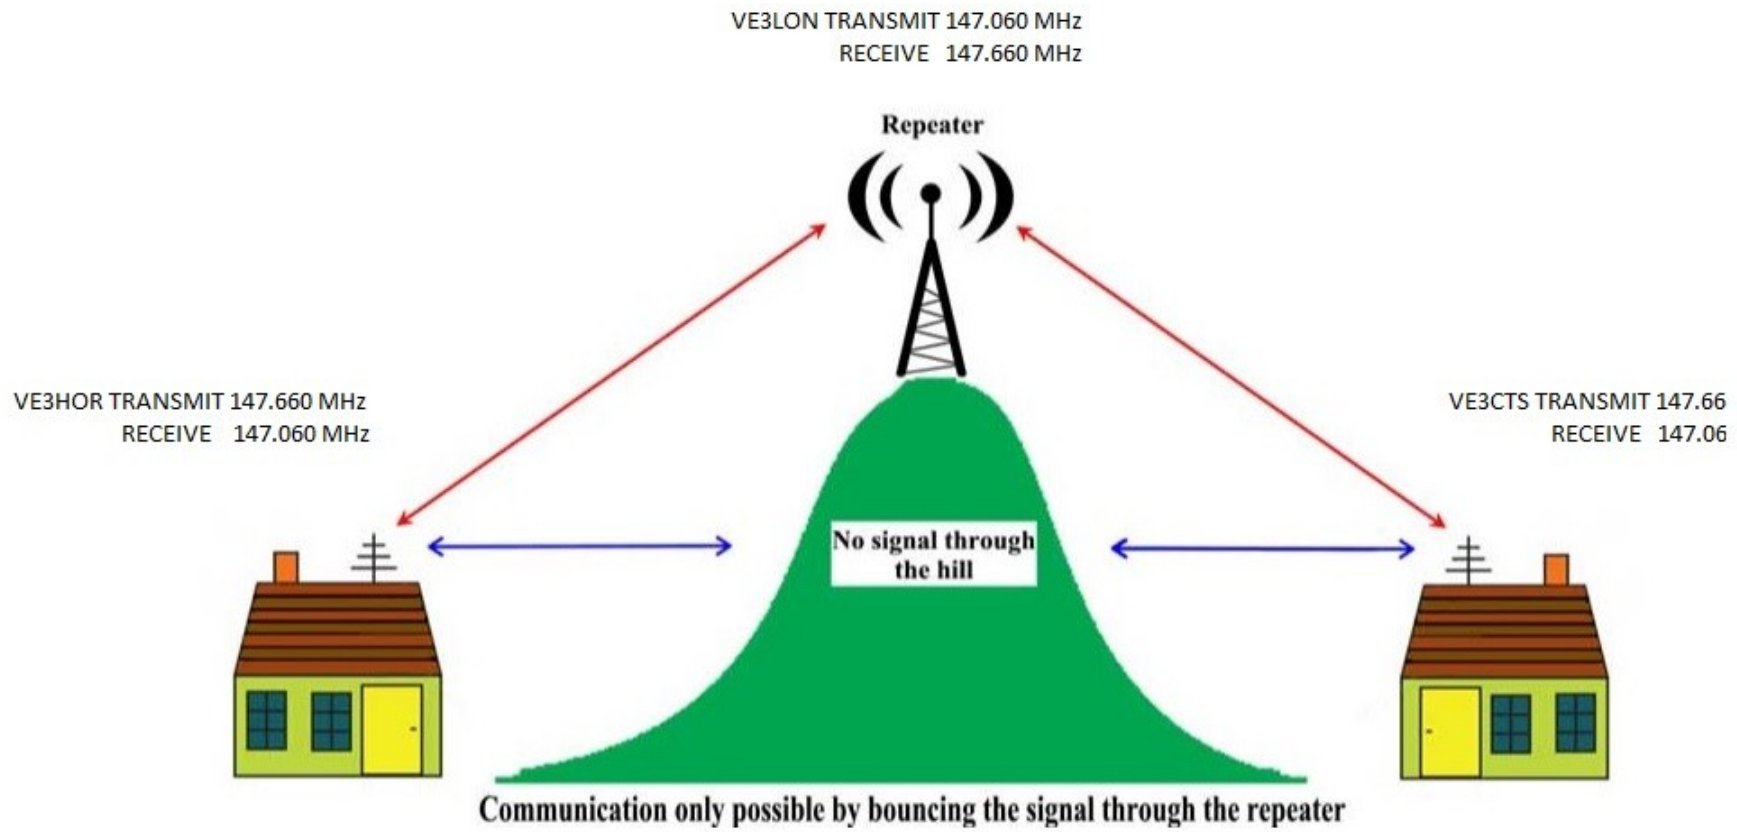 VE3LON TRANSMIT 147.060 MHz
RECEIVE 147.660 MHz
Repeater
VE3HOR TRANSMIT 147.660 MHz
RECEIVE 147.060 MHz
VE3CTS TRANSMIT 147.66
RECEIVE 147.06
No signal through
the hill
Communication only possible by bouncing the signal through the repeater